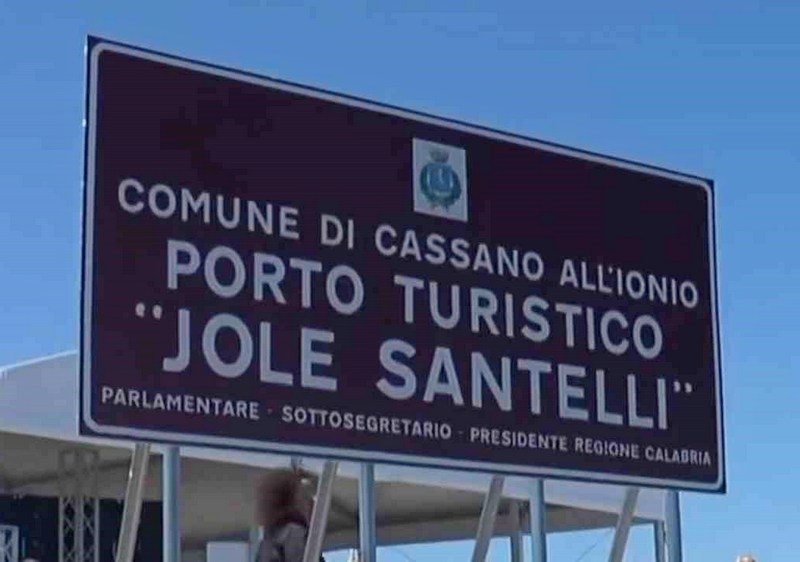 COMUNE DI CASSANO ALL'IONIO
PORTO TURISTICO
"JOLE SANTELLI"
PARLAMENTARE - SOTTOSEGRETARIO - PRESIDENTE REGIONE CALABRIA